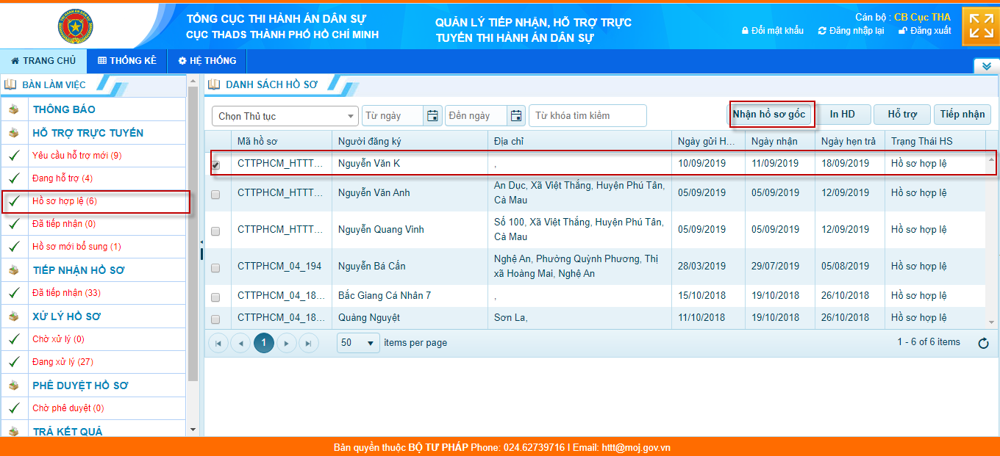 TỔNG CỤC THI HÀNH ÁN DÂN SỰ
CỤC THADS THÀNH PHỐ HỒ CHÍ MINH
QUẢN LÝ TIẾP NHẬN, HỖ TRỢ TRỰC
TUYẾN THI HÀNH ÁN DÂN SỰ
Cán bộ : CB Cục THA
Đổi mật khẩu Đăng nhập lại Đăng xuất
TRANG CHỦ THỐNG KÊ HỆ THỐNG
BÀN LÀM VIỆC
THÔNG BÁO
HỖ TRỢ TRỰC TUYẾN
Yêu cầu hỗ trợ mới (9)
Đang hỗ trợ (4)
Hồ sơ hợp lệ (6)
Đã tiếp nhận (0)
Hồ sơ mới bổ sung (1)
TIẾP NHẬN HỒ SƠ
Đã tiếp nhận (33)
XỬ LÝ HỒ SƠ
Chờ xử lý (0)
Đang xử lý (27)
PHÊ DUYỆT HỒ SƠ
Chờ phê duyệt (0)
TRẢ KẾT QUẢ
DANH SÁCH HỒ SƠ
Chọn Thủ tục Từ ngày Đến ngày Từ khóa tìm kiếm Nhận hồ sơ gốc In HD Hỗ trợ Tiếp nhận
Mã hồ sơ Người đăng ký Địa chỉ Ngày gửi H... Ngày nhận Ngày hẹn trả Trạng Thái HS
CTTPHCM_HTTT... Nguyễn Văn K , 10/09/2019 11/09/2019 18/09/2019 Hồ sơ hợp lệ
CTTPHCM_HTTT... Nguyễn Văn Anh An Dục, Xã Việt Thắng, Huyện Phú Tân, 05/09/2019 05/09/2019 12/09/2019 Hồ sơ hợp lệ
Cà Mau
CTTPHCM_HTTT... Nguyễn Quang Vinh Số 100, Xã Việt Thắng, Huyện Phú Tân, 05/09/2019 05/09/2019 12/09/2019 Hồ sơ hợp lệ
Cà Mau
CTTPHCM_04_194 Nguyễn Bá Cấn Nghệ An, Phường Quỳnh Phương, Thị 28/03/2019 29/07/2019 05/08/2019 Hồ sơ hợp lệ
xã Hoàng Mai, Nghệ An
CTTPHCM_04_18... Bắc Giang Cá Nhân 7 , 15/10/2018 19/10/2018 26/10/2018 Hồ sơ hợp lệ
CTTPHCM_04_18... Quàng Nguyệt Sơn La, 11/10/2018 19/10/2018 26/10/2018 Hồ sơ hợp lệ
1 50 items per page 1 - 6 of 6 items
Bản quyền thuộc BỘ TƯ PHÁP Phone: 024.62739716 I Email: httt@moj.gov.vn